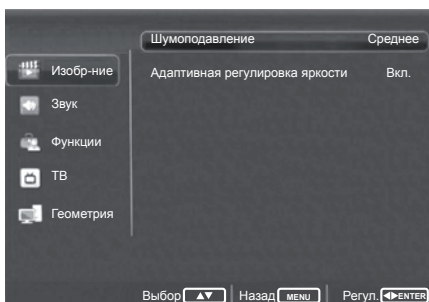 Шумоподавление Среднее
Изобр-ние
Адаптивная регулировка яркости Вкл.
Звук
Функции
ТВ
Геометрия
Выбор ▲▼ Назад MENU Регул. ◀▶ENTER